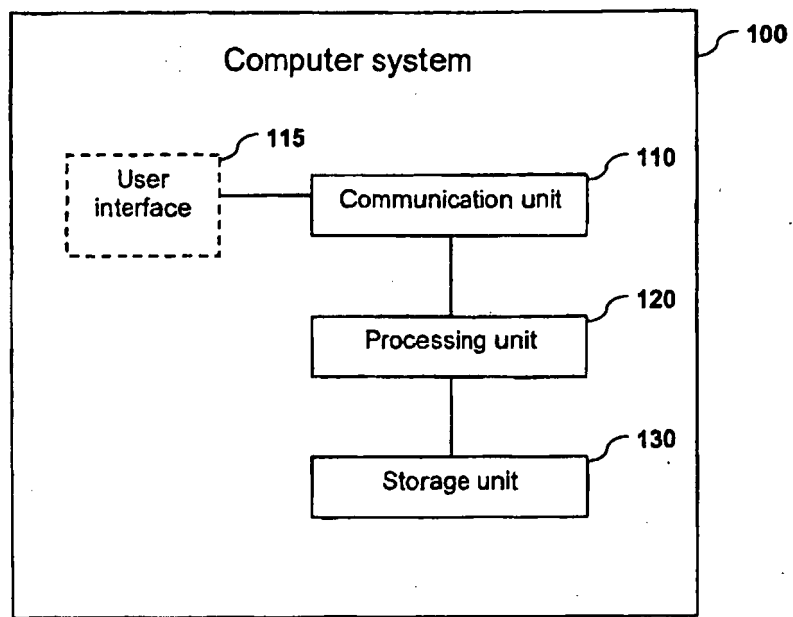 100
Computer system
115
User
interface
110
Communication unit
120
Processing unit
130
Storage unit